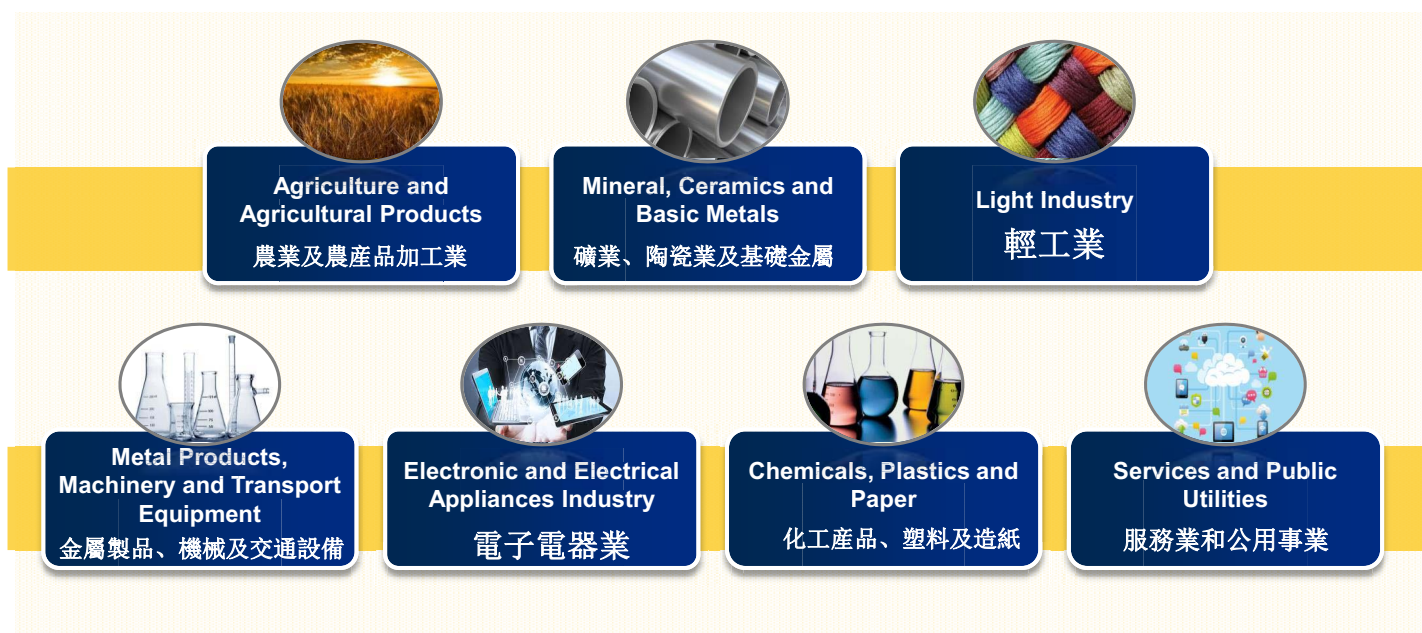 Agriculture and
Agricultural Products
農業及農産品加工業
Mineral, Ceramics and
Basic Metals
礦業、陶瓷業及基礎金屬
Light Industry
輕工業
Metal Products,
Machinery and Transport
Equipment
金屬製品、機械及交通設備
Electronic and Electrical
Appliances Industry
電子電器業
Chemicals, Plastics and
Paper
化工産品、塑料及造紙
Services and Public
Utilities
服務業和公用事業